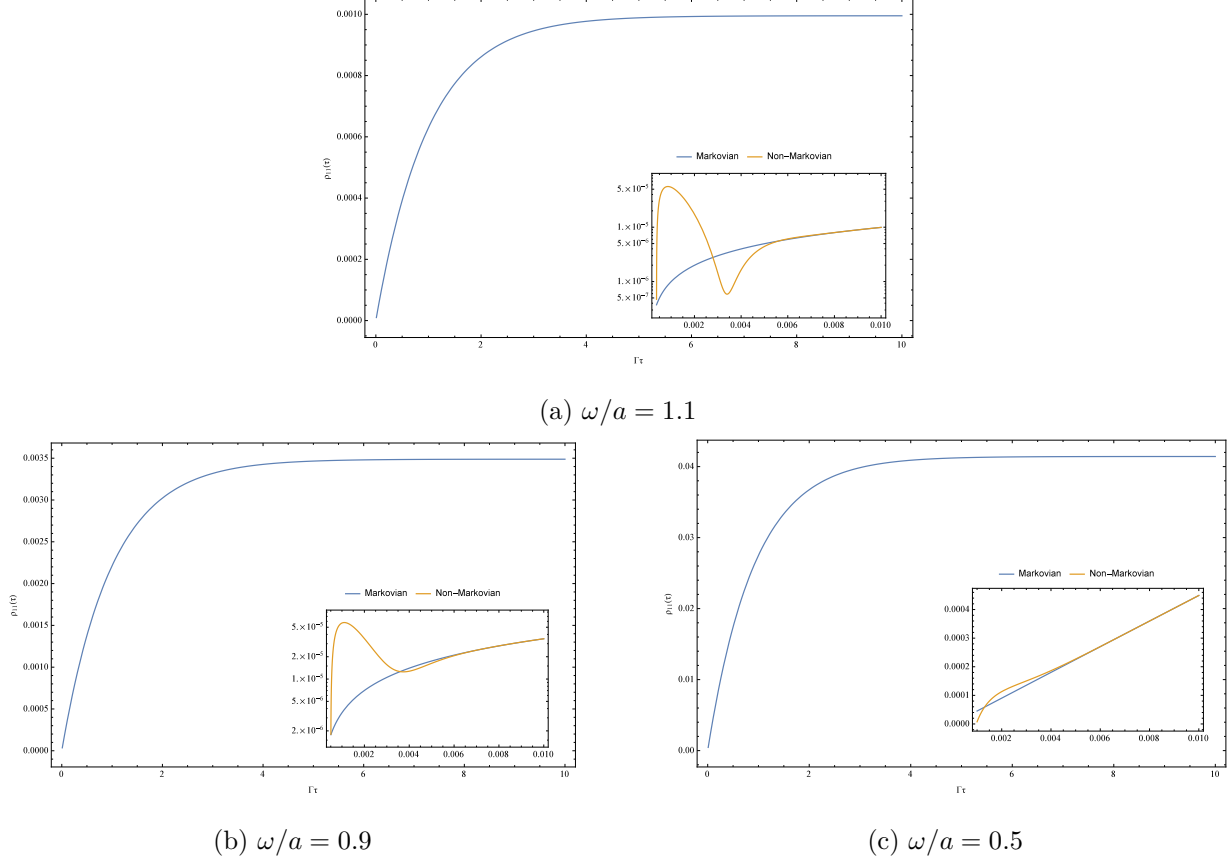 0.0010
0.0008
0.0006
0.0004
0.0002
0.0000
ρ₁₁(τ)
Markovian Non-Markovian
5.×10⁻⁵
1.×10⁻⁵
5.×10⁻⁶
1.×10⁻⁶
5.×10⁻⁷
0.002 0.004 0.006 0.008 0.010
0 2 4 6 8 10
Γτ
(a) ω/a = 1.1
0.0035
0.0030
0.0025
0.0020
0.0015
0.0010
0.0005
0.0000
ρ₁₁(τ)
Markovian Non-Markovian
5.×10⁻⁵
2.×10⁻⁵
1.×10⁻⁵
5.×10⁻⁶
2.×10⁻⁶
0.002 0.004 0.006 0.008 0.010
0 2 4 6 8 10
Γτ
(b) ω/a = 0.9
0.04
0.03
0.02
0.01
0.00
ρ₁₁(τ)
Markovian Non-Markovian
0.0004
0.0003
0.0002
0.0001
0.0000
0.002 0.004 0.006 0.008 0.010
0 2 4 6 8 10
Γτ
(c) ω/a = 0.5